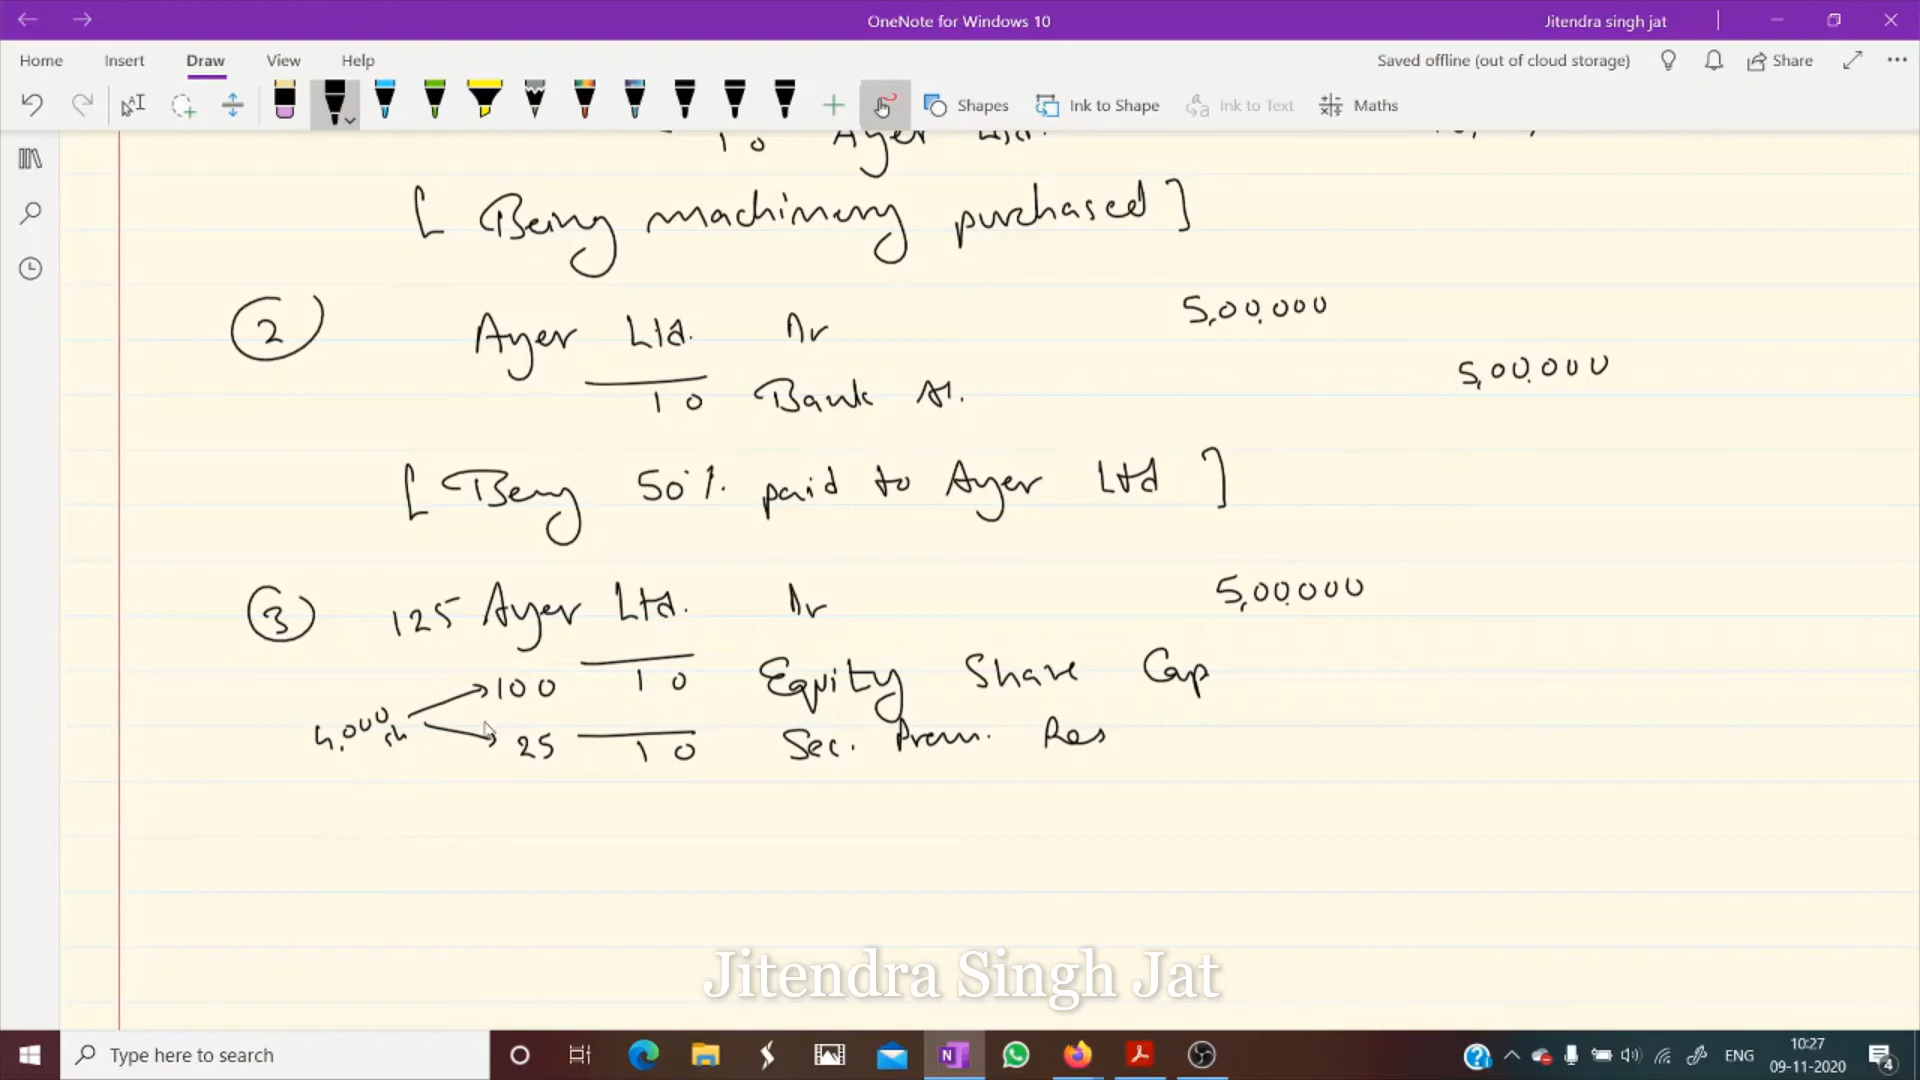 OneNote for Windows 10
Jitendra singh jat
Home Insert Draw View Help
Saved offline (out of cloud storage)
Share
Shapes Ink to Shape Ink to Text Maths
To Ayer Ltd.
[ Being machinery purchased ]
2 Ayer Ltd. Dr 5,00,000
To Bank A/. 5,00,000
[ Being 50% paid to Ayer Ltd ]
3 125 Ayer Ltd. Dr 5,00,000
100 To Equity Share Cap
4,000 sh
25 To Sec. Prem. Res
Jitendra Singh Jat
Type here to search
ENG
10:27
09-11-2020
4